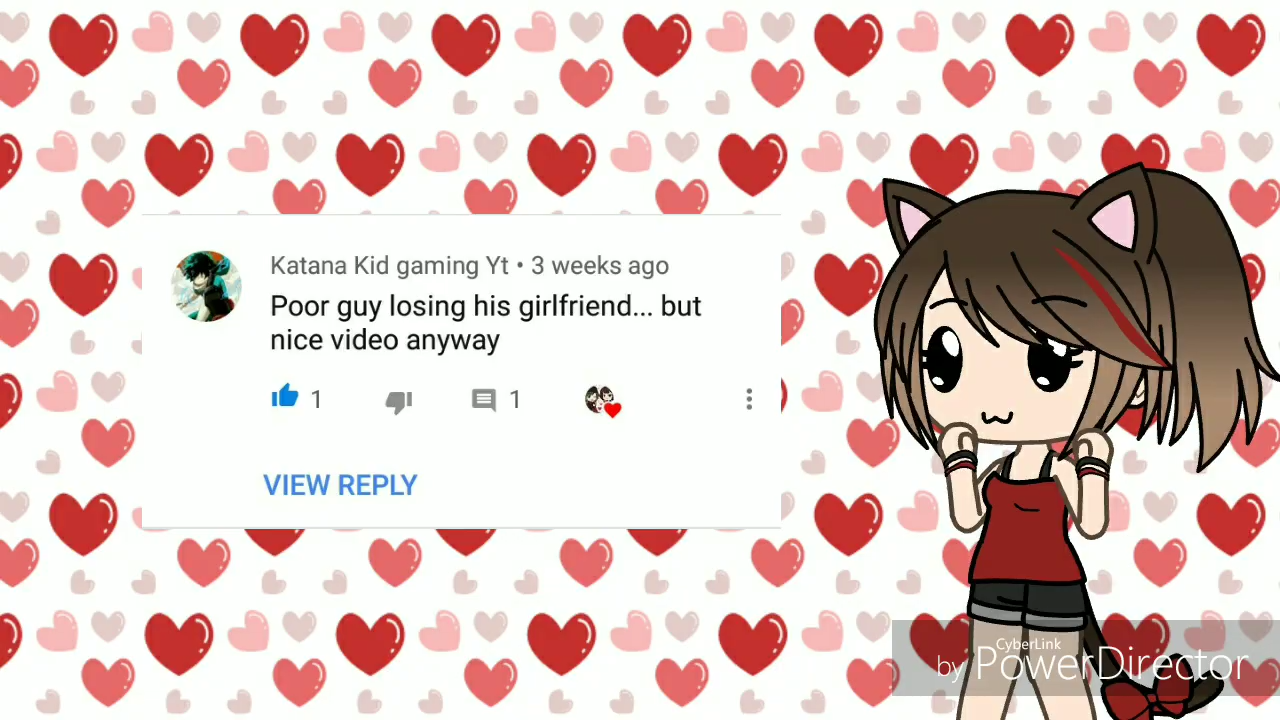 Katana Kid gaming Yt • 3 weeks ago
Poor guy losing his girlfriend... but
nice video anyway
1 1
VIEW REPLY
CyberLink
by PowerDirector